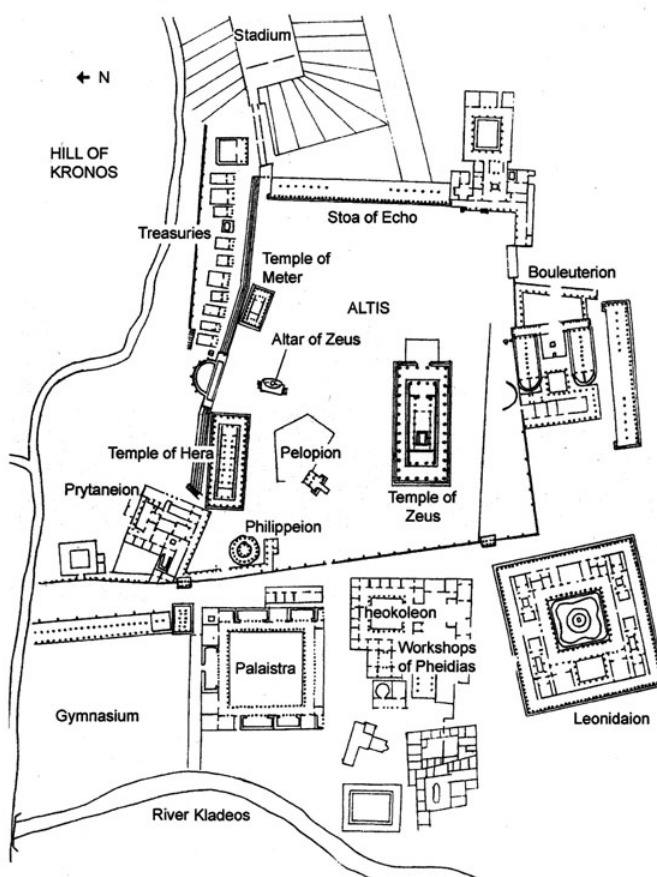 Stadium
← N
HILL OF
KRONOS
Stoa of Echo
Treasuries
Temple of
Meter
Bouleuterion
ALTIS
Altar of Zeus
Temple of Hera
Pelopion
Prytaneion
Temple of
Zeus
Philippeion
Theokoleon
Workshops
of Pheidias
Palaistra
Gymnasium
Leonidaion
River Kladeos